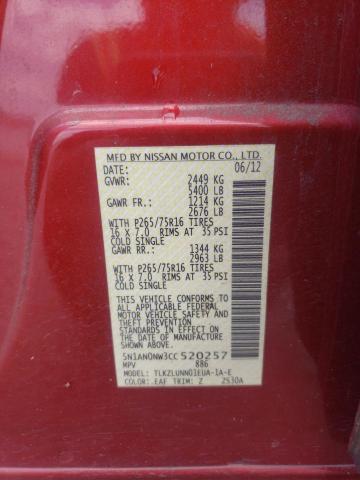 MFD BY NISSAN MOTOR CO., LTD.
DATE: 06/12
GVWR: 2449 KG
5400 LB
GAWR FR: 1214 KG
2676 LB
WITH P265/75R16 TIRES
16 X 7.0 RIMS AT 35 PSI
COLD SINGLE
GAWR RR: 1344 KG
2963 LB
WITH P265/75R16 TIRES
16 X 7.0 RIMS AT 35 PSI
COLD SINGLE
THIS VEHICLE CONFORMS TO
ALL APPLICABLE FEDERAL
MOTOR VEHICLE SAFETY
AND THEFT PREVENTION
STANDARDS IN EFFECT
ON THE DATE OF
MANUFACTURE SHOWN ABOVE.
5N1AN0NW3CC520257
MPV 886
MODEL: TLKZLUNN01EUA-1A-E
COLOR: EAF TRIM: Z 2530A